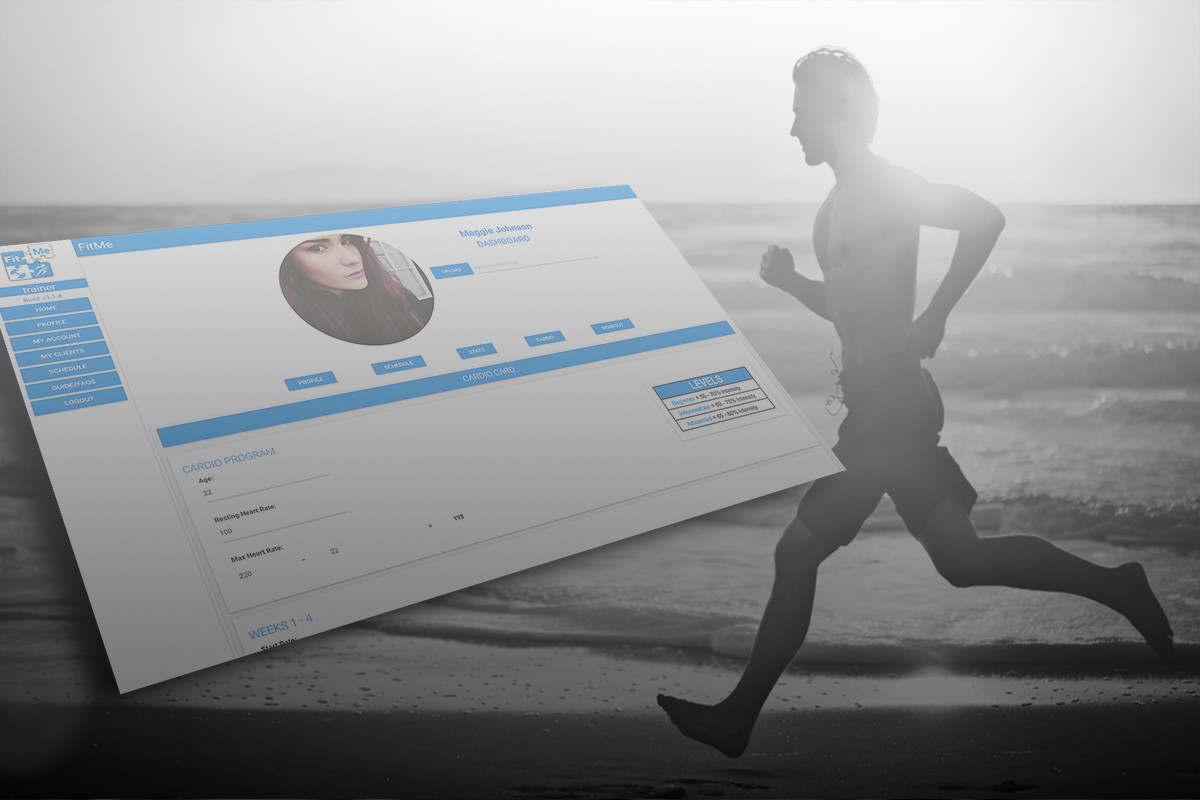 Fit-Me
FitMe
trainer
Build: v1.1.4
HOME
PROFILE
MY ACCOUNT
MY CLIENTS
SCHEDULE
GUIDE/FAQS
LOGOUT
Maggie Johnson
DASHBOARD
UPLOAD
PROFILE
SCHEDULE
STATS
CARDIO
WORKOUT
CARDIO CARD
LEVELS
Beginner = 55 - 70% Intensity
Intermediate = 60 - 75% Intensity
Advanced = 65 - 80% Intensity
CARDIO PROGRAM
Age:
22
Resting Heart Rate:
100
Max Heart Rate:
220 - 22 = 198
WEEKS 1 - 4
Start Date: